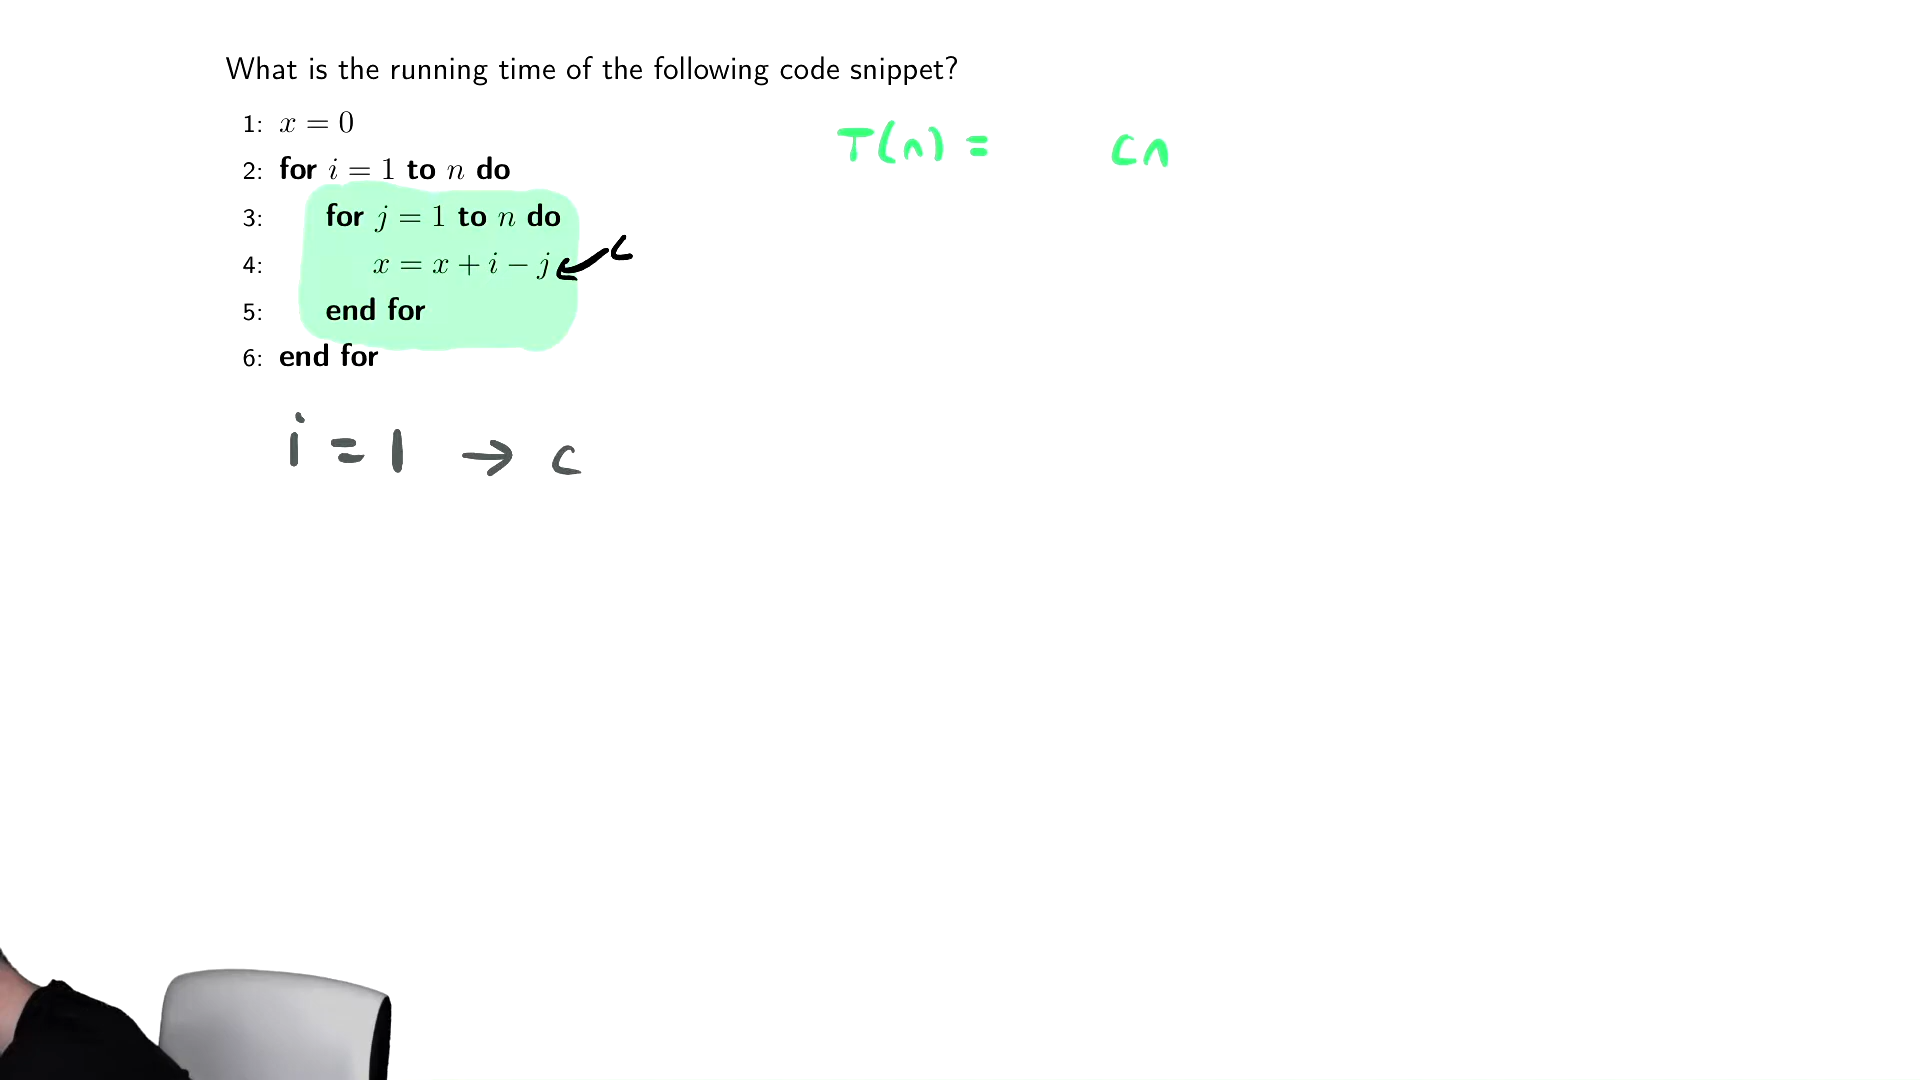 What is the running time of the following code snippet?
1: x = 0
2: for i = 1 to n do
3: for j = 1 to n do
4: x = x + i − j
5: end for
6: end for
c
T(n) = cn
i = 1 → c